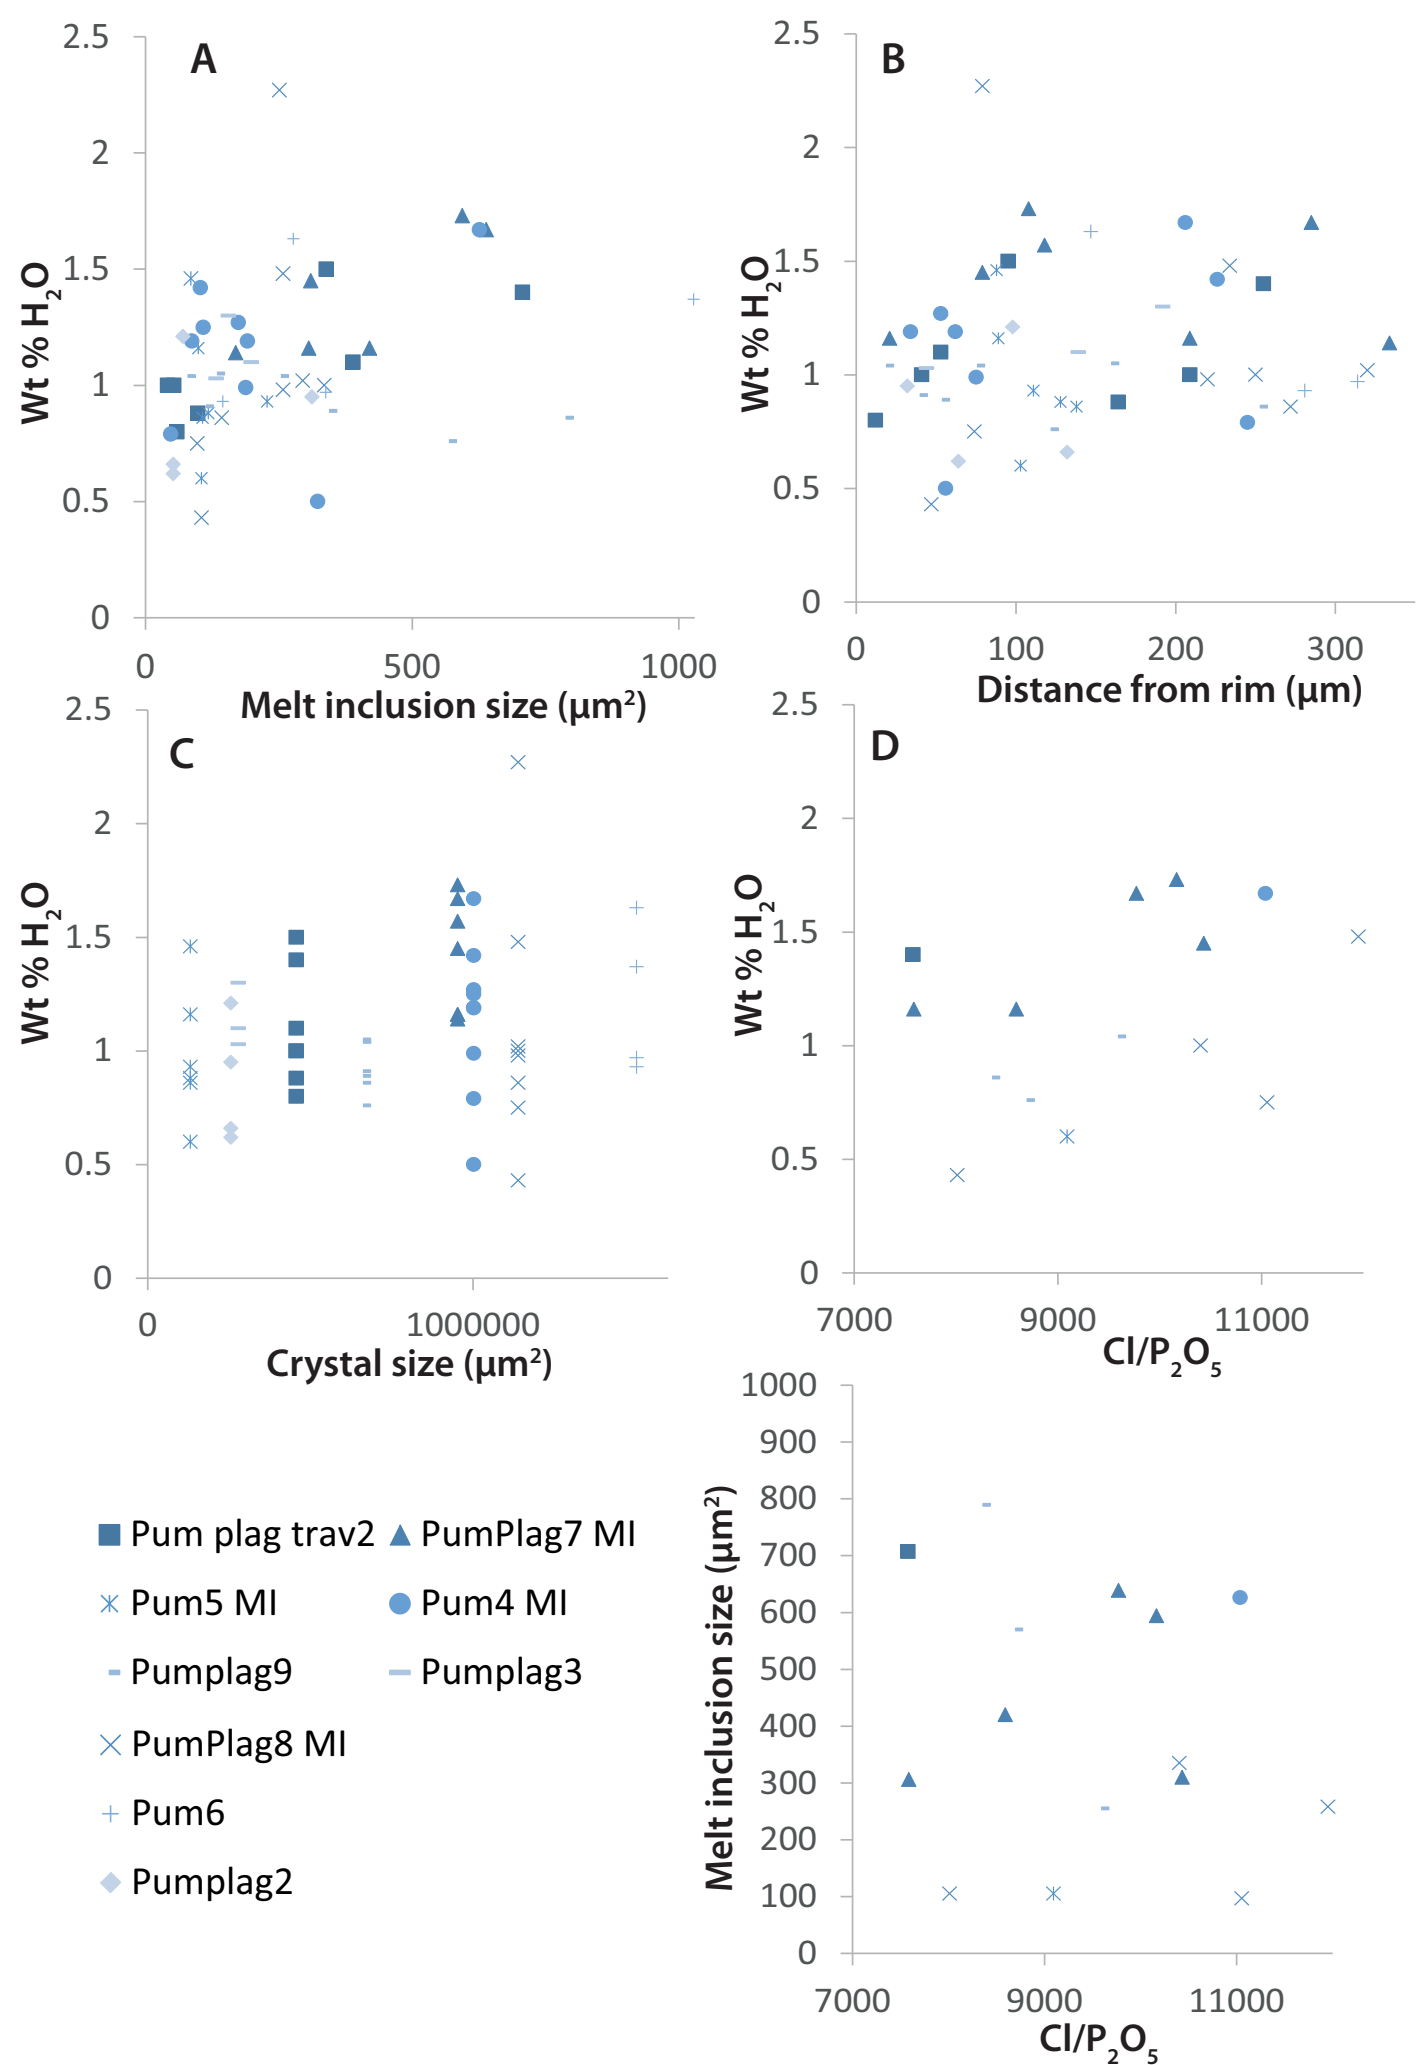 A
2.5
2
1.5
1
0.5
0
Wt % H₂O
0 500 1000
Melt inclusion size (µm²)
B
2.5
2
1.5
1
0.5
0
Wt % H₂O
0 100 200 300
Distance from rim (µm)
C
2.5
2
1.5
1
0.5
0
Wt % H₂O
0 1000000
Crystal size (µm²)
D
2.5
2
1.5
1
0.5
0
Wt % H₂O
7000 9000 11000
Cl/P₂O₅
Pum plag trav2 PumPlag7 MI
Pum5 MI Pum4 MI
Pumplag9 Pumplag3
PumPlag8 MI
Pum6
Pumplag2
1000
900
800
700
600
500
400
300
200
100
0
Melt inclusion size (µm²)
7000 9000 11000
Cl/P₂O₅